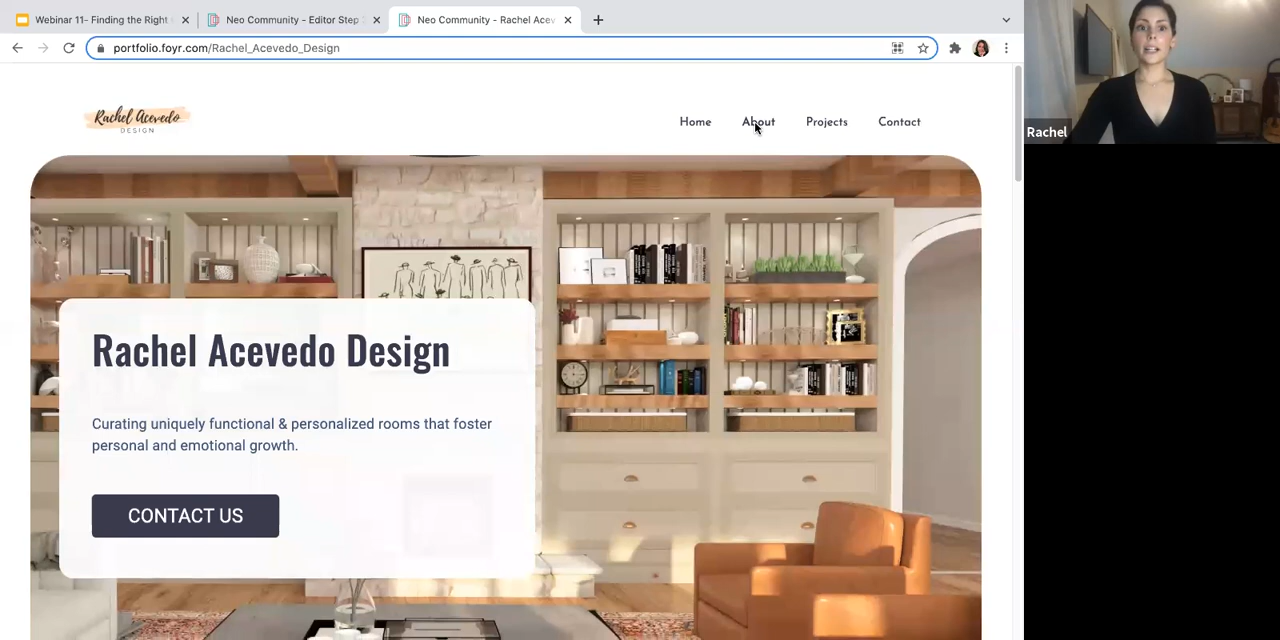 Webinar 11- Finding the Right
Neo Community - Editor Step
Neo Community - Rachel Acev
portfolio.foyr.com/Rachel_Acevedo_Design
Rachel
Rachel Acevedo
DESIGN
Home
About
Projects
Contact
Rachel Acevedo Design
Curating uniquely functional & personalized rooms that foster
personal and emotional growth.
CONTACT US